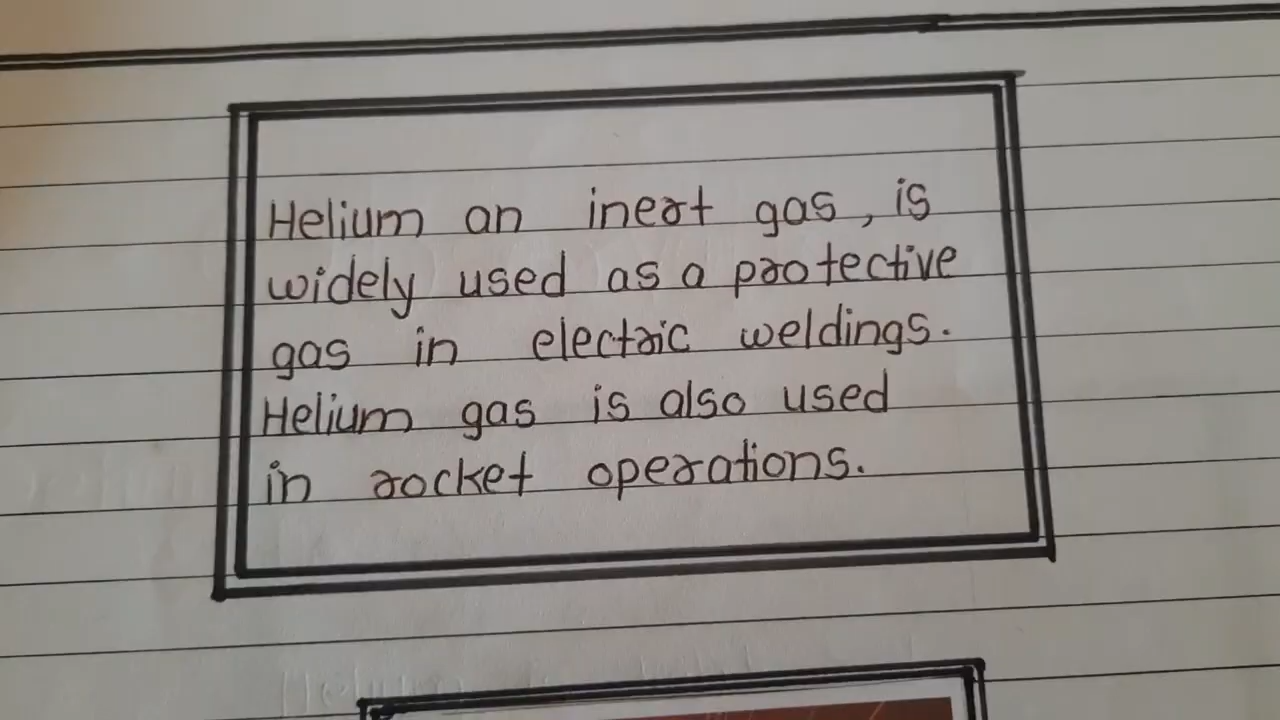 Helium an inert gas, is
widely used as a protective
gas in electric weldings.
Helium gas is also used
in rocket operations.